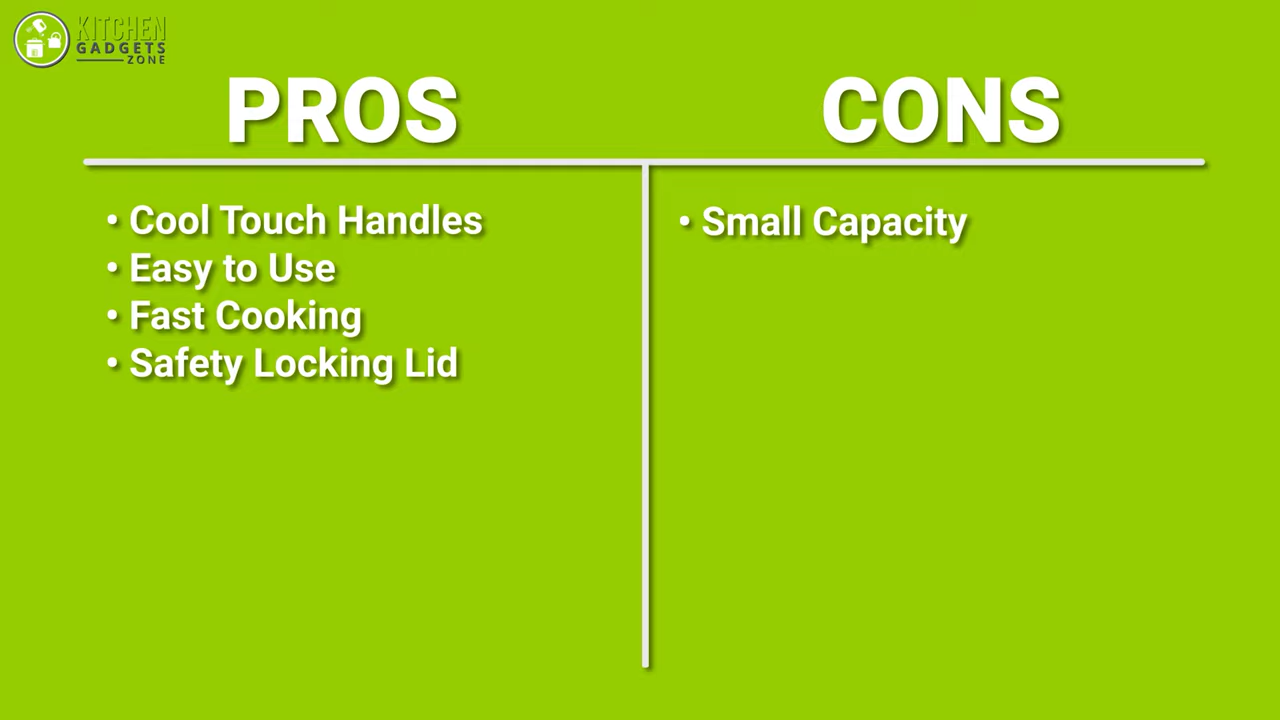 KITCHEN
GADGETS
ZONE
PROS
CONS
• Cool Touch Handles
• Easy to Use
• Fast Cooking
• Safety Locking Lid
• Small Capacity